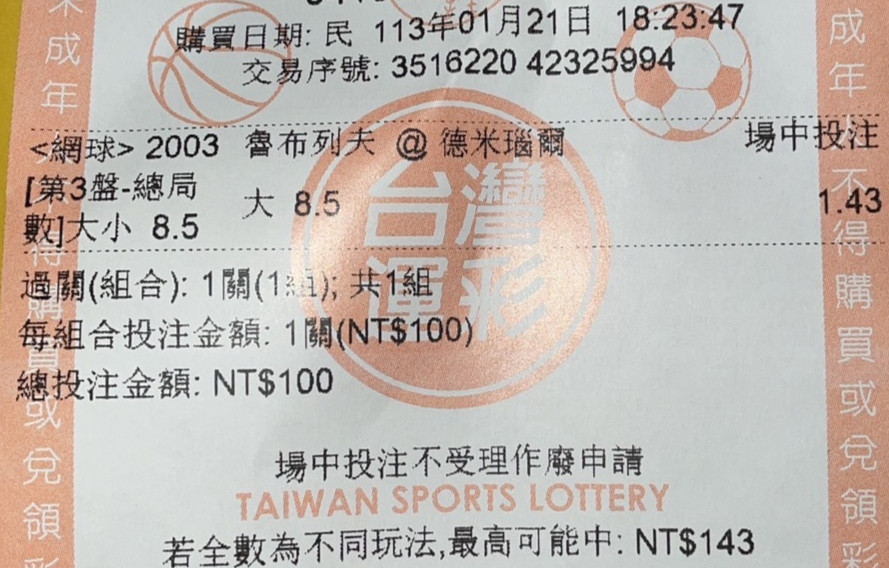 購買日期: 民 113年01月21日 18:23:47
交易序號: 3516220 42325994
<網球> 2003 魯布列夫 @ 德米瑙爾 場中投注
[第3盤-總局數]大小 8.5 大 8.5 1.43
過關(組合): 1關(1組); 共1組
每組合投注金額: 1關(NT$100)
總投注金額: NT$100
台灣
運彩
場中投注不受理作廢申請
TAIWAN SPORTS LOTTERY
若全數為不同玩法,最高可能中: NT$143
成年
購買或兌領
成年
不得購買或兌領